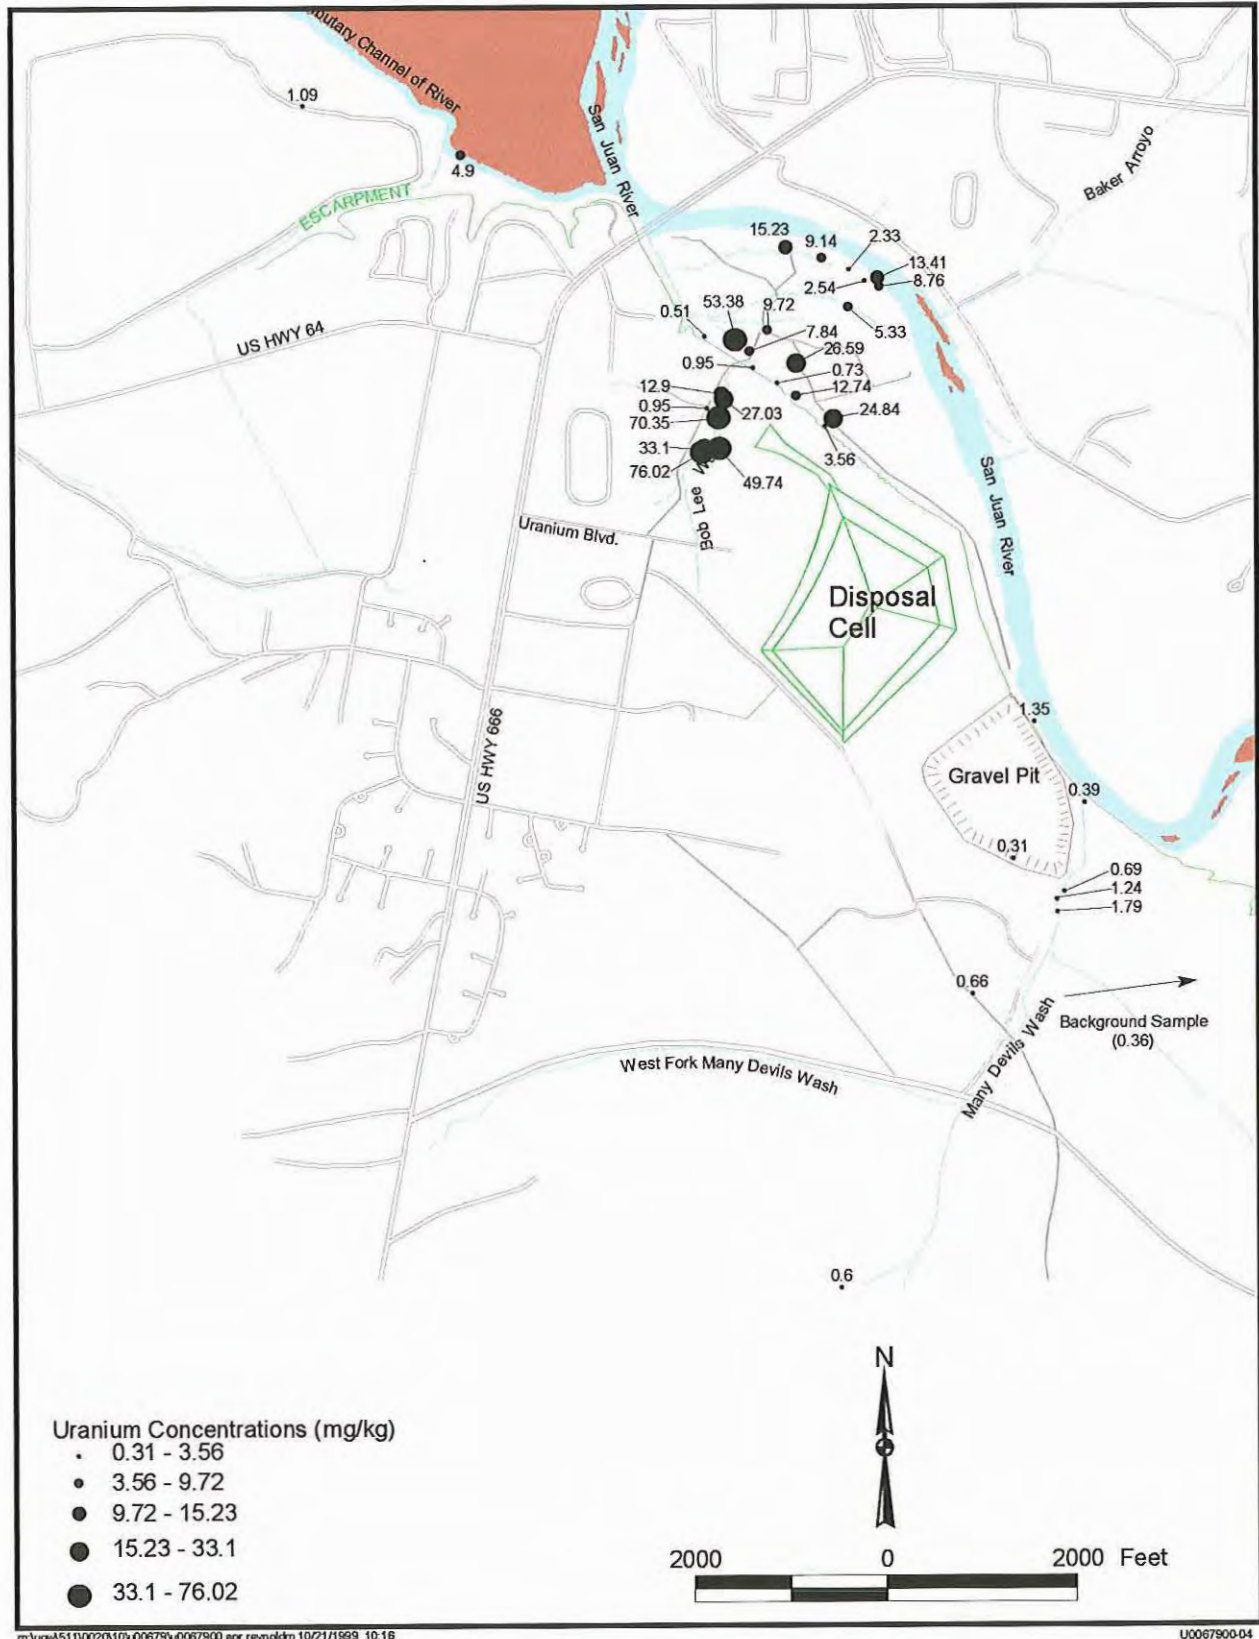 butary Channel of River
1.09
4.9
ESCARPMENT
San Juan River
Baker Arroyo
15.23
9.14
2.33
13.41
8.76
2.54
5.33
0.51
53.38
9.72
7.84
26.59
0.95
0.73
12.74
12.9
0.95
27.03
70.35
24.84
33.1
3.56
76.02
49.74
US HWY 64
Bob Lee
Uranium Blvd.
San Juan River
Disposal
Cell
US HWY 666
1.35
Gravel Pit
0.39
0.31
0.69
1.24
1.79
0.66
Background Sample
(0.36)
Many Devils Wash
West Fork Many Devils Wash
0.6
N
Uranium Concentrations (mg/kg)
0.31 - 3.56
3.56 - 9.72
9.72 - 15.23
15.23 - 33.1
33.1 - 76.02
2000 0 2000 Feet
10/21/1999 10:16
U0067900-04